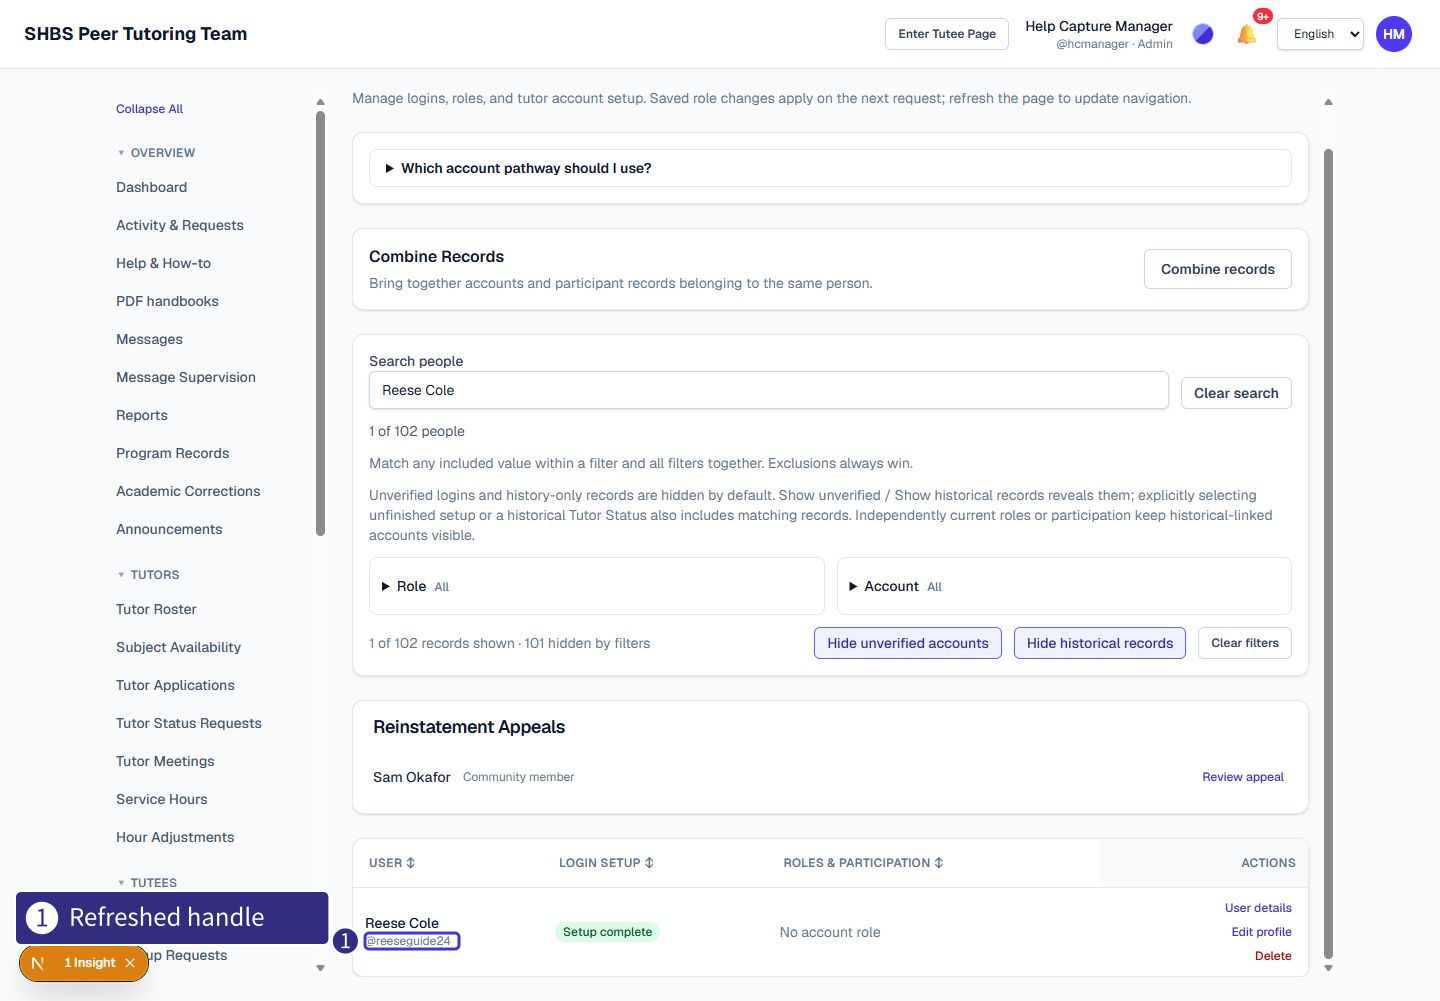 SHBS Peer Tutoring Team
Enter Tutee Page
Help Capture Manager
@hcmanager · Admin
9+
English
HM
Collapse All
OVERVIEW
Dashboard
Activity & Requests
Help & How-to
PDF handbooks
Messages
Message Supervision
Reports
Program Records
Academic Corrections
Announcements
TUTORS
Tutor Roster
Subject Availability
Tutor Applications
Tutor Status Requests
Tutor Meetings
Service Hours
Hour Adjustments
TUTEES
1 Refreshed handle
up Requests
1 Insight
Manage logins, roles, and tutor account setup. Saved role changes apply on the next request; refresh the page to update navigation.
Which account pathway should I use?
Combine Records
Bring together accounts and participant records belonging to the same person.
Combine records
Search people
Reese Cole
Clear search
1 of 102 people
Match any included value within a filter and all filters together. Exclusions always win.
Unverified logins and history-only records are hidden by default. Show unverified / Show historical records reveals them; explicitly selecting
unfinished setup or a historical Tutor Status also includes matching records. Independently current roles or participation keep historical-linked
accounts visible.
Role All
Account All
1 of 102 records shown · 101 hidden by filters
Hide unverified accounts
Hide historical records
Clear filters
Reinstatement Appeals
Sam Okafor Community member
Review appeal
USER LOGIN SETUP ROLES & PARTICIPATION ACTIONS
Reese Cole
1 @reeseguide24
Setup complete
No account role
User details
Edit profile
Delete